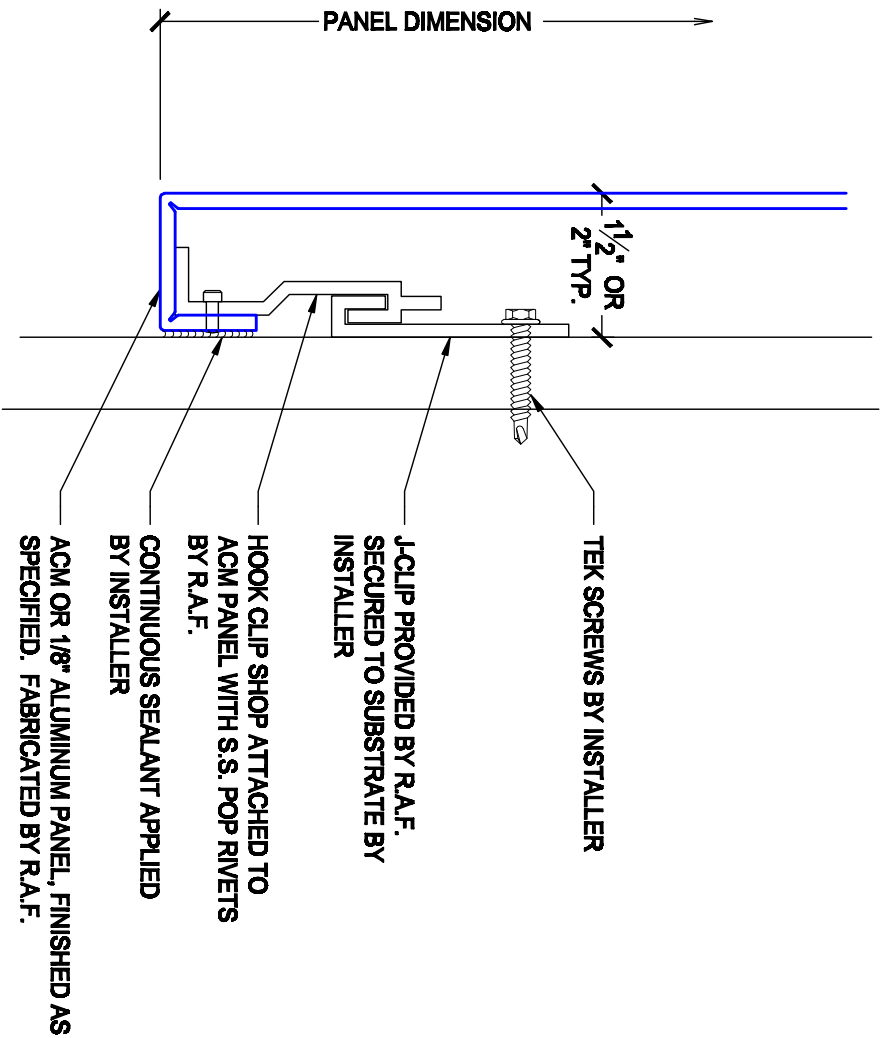 PANEL DIMENSION
1 1/2" OR
2" TYP.
TEK SCREWS BY INSTALLER
J-CLIP PROVIDED BY R.A.F.
SECURED TO SUBSTRATE BY
INSTALLER
HOOK CLIP SHOP ATTACHED TO
ACM PANEL WITH S.S. POP RIVETS
BY R.A.F.
CONTINUOUS SEALANT APPLIED
BY INSTALLER
ACM OR 1/8" ALUMINUM PANEL, FINISHED AS
SPECIFIED. FABRICATED BY R.A.F.